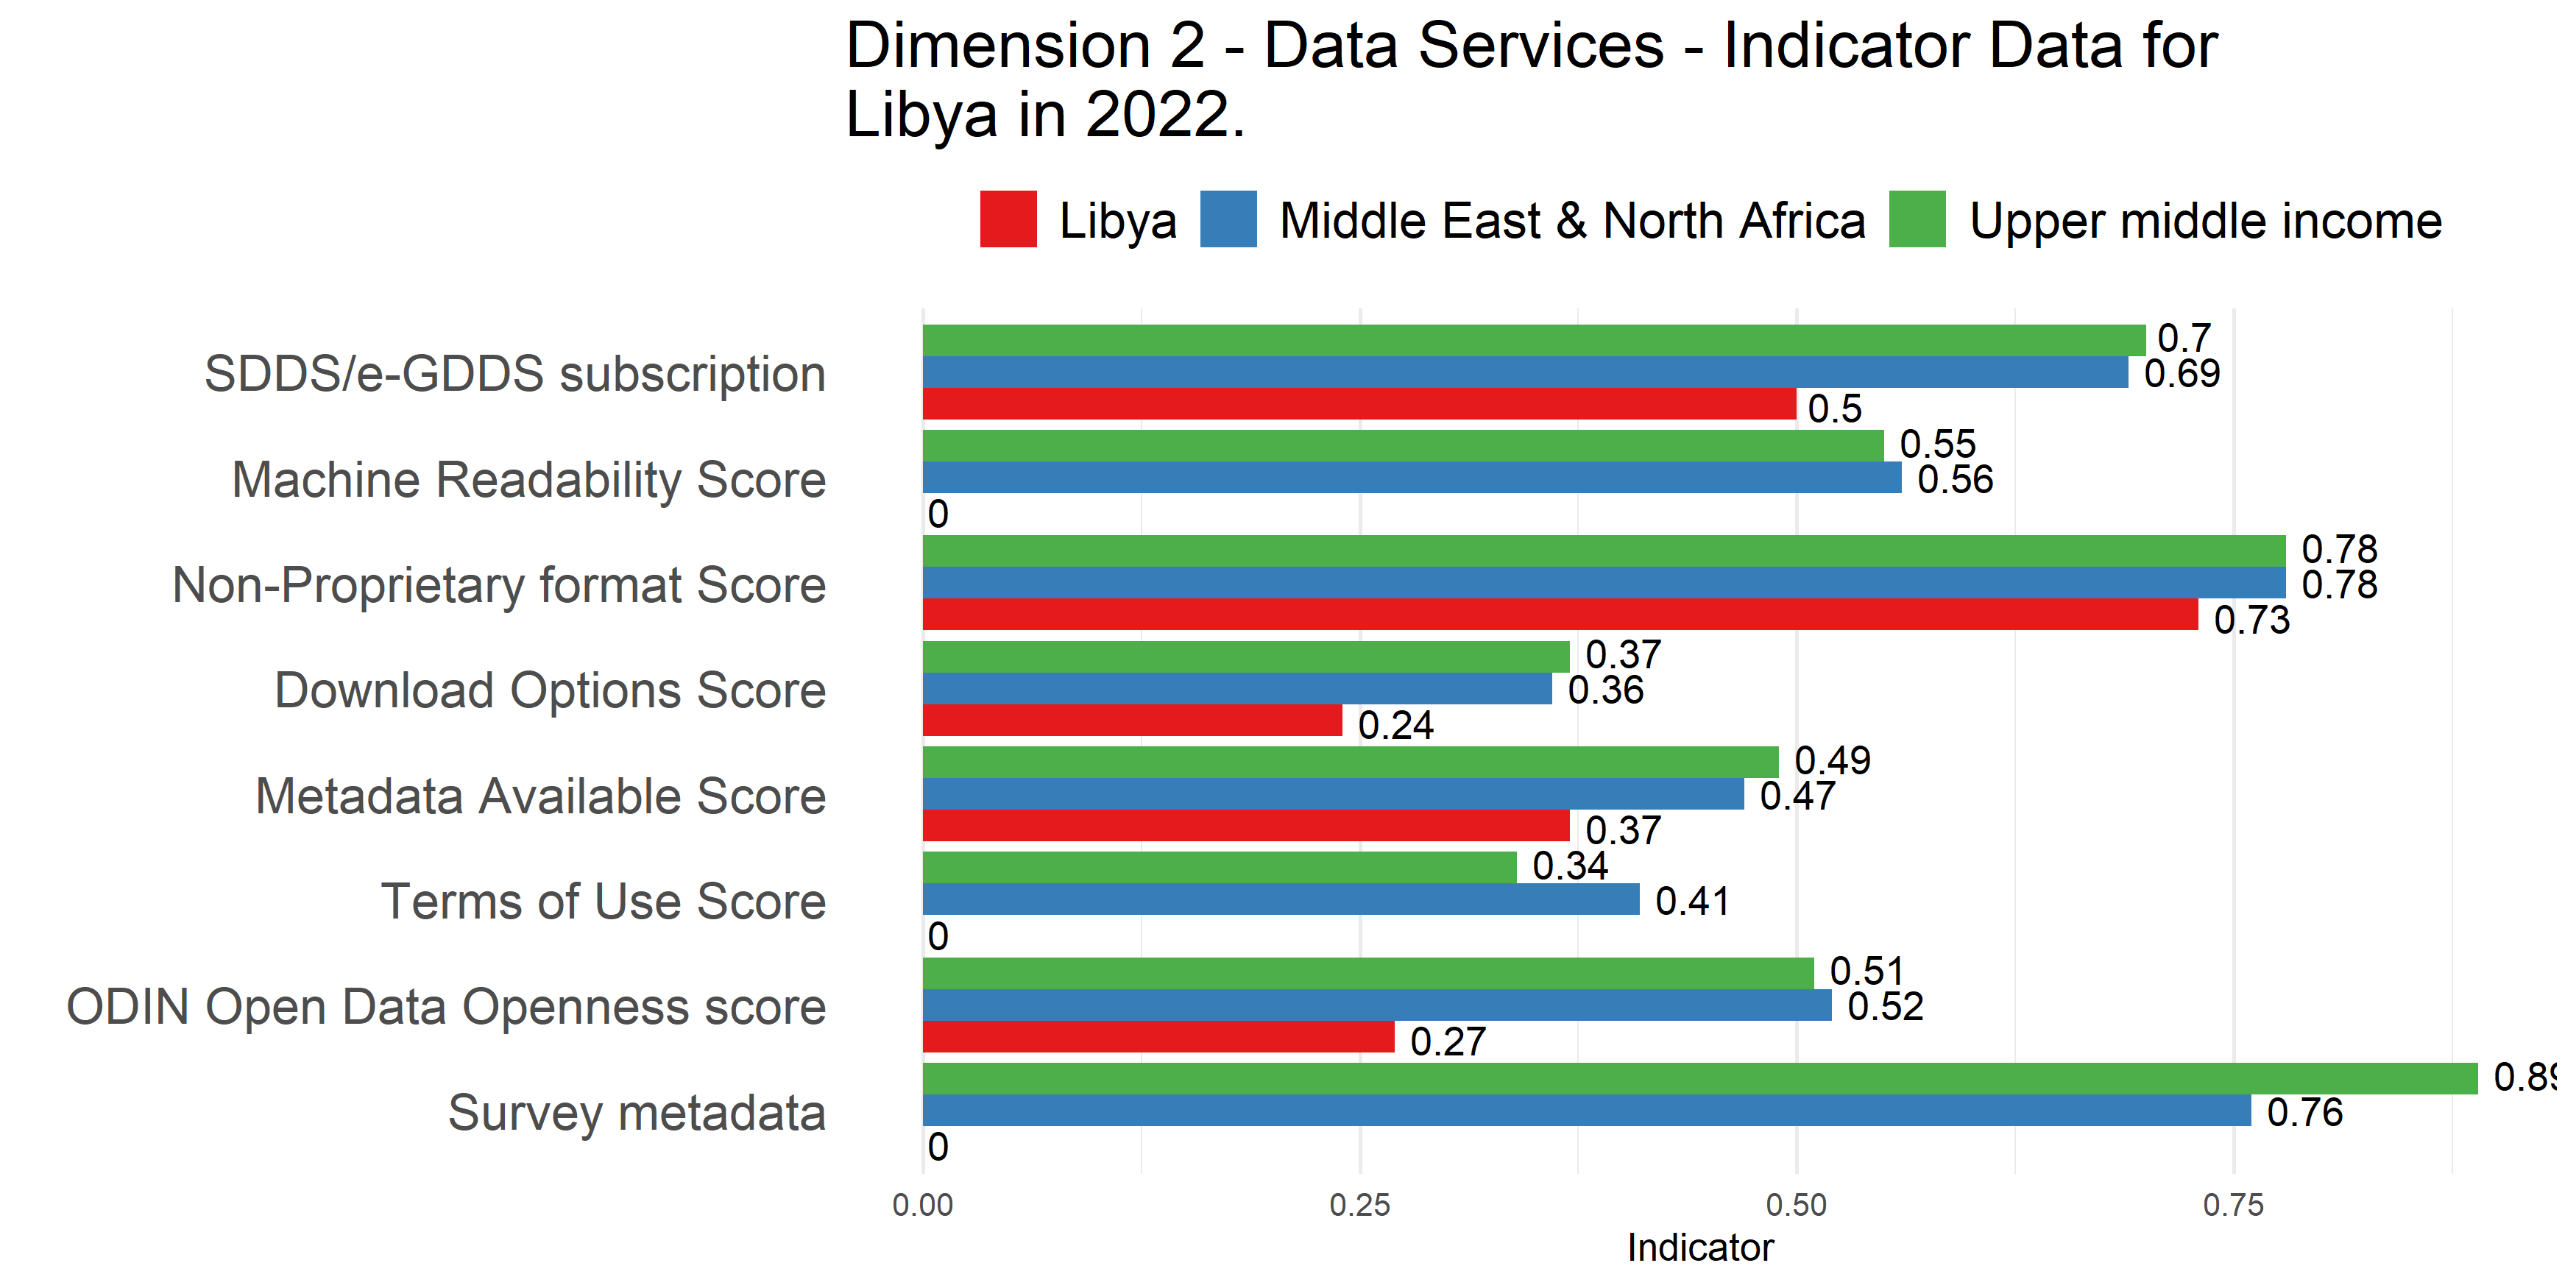 Dimension 2 - Data Services - Indicator Data for
Libya in 2022.
Libya
Middle East & North Africa
Upper middle income
SDDS/e-GDDS subscription
0.7
0.69
0.5
Machine Readability Score
0.55
0.56
0
Non-Proprietary format Score
0.78
0.78
0.73
Download Options Score
0.37
0.36
0.24
Metadata Available Score
0.49
0.47
0.37
Terms of Use Score
0.34
0.41
0
ODIN Open Data Openness score
0.51
0.52
0.27
Survey metadata
0.89
0.76
0
0.00
0.25
0.50
0.75
Indicator